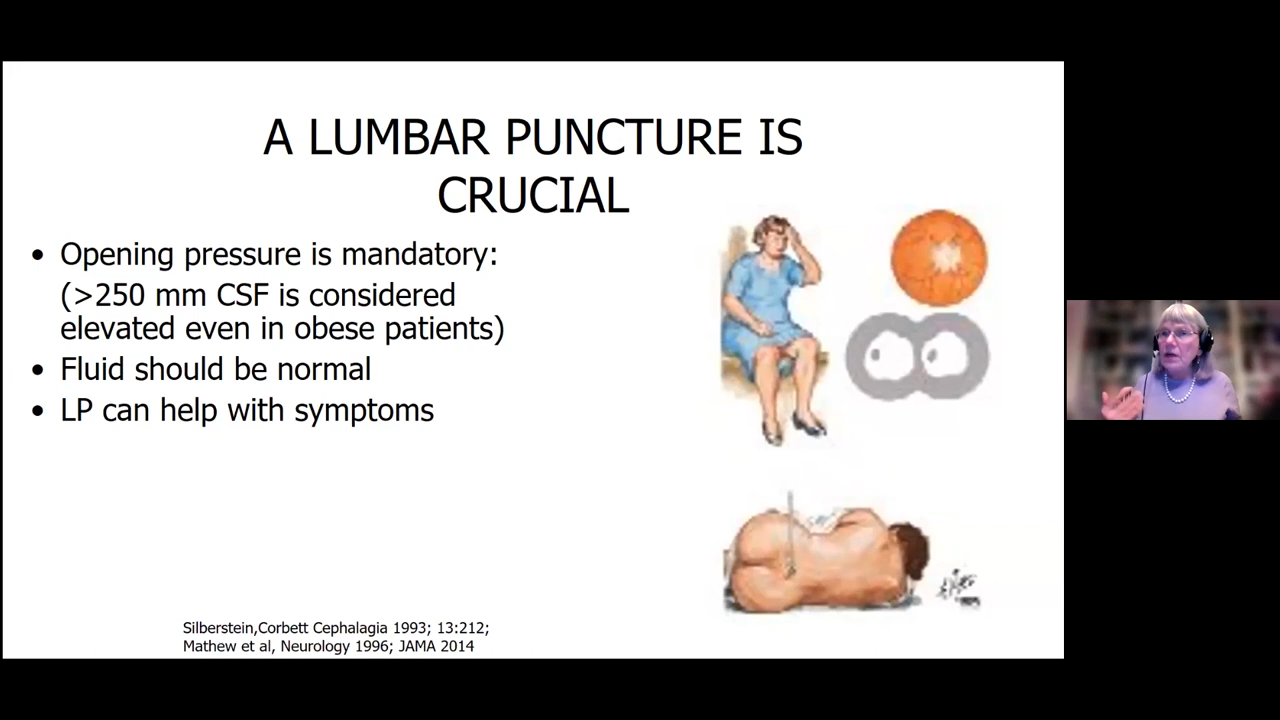 A LUMBAR PUNCTURE IS
CRUCIAL
• Opening pressure is mandatory:
(>250 mm CSF is considered
elevated even in obese patients)
• Fluid should be normal
• LP can help with symptoms
Silberstein,Corbett Cephalagia 1993; 13:212;
Mathew et al, Neurology 1996; JAMA 2014